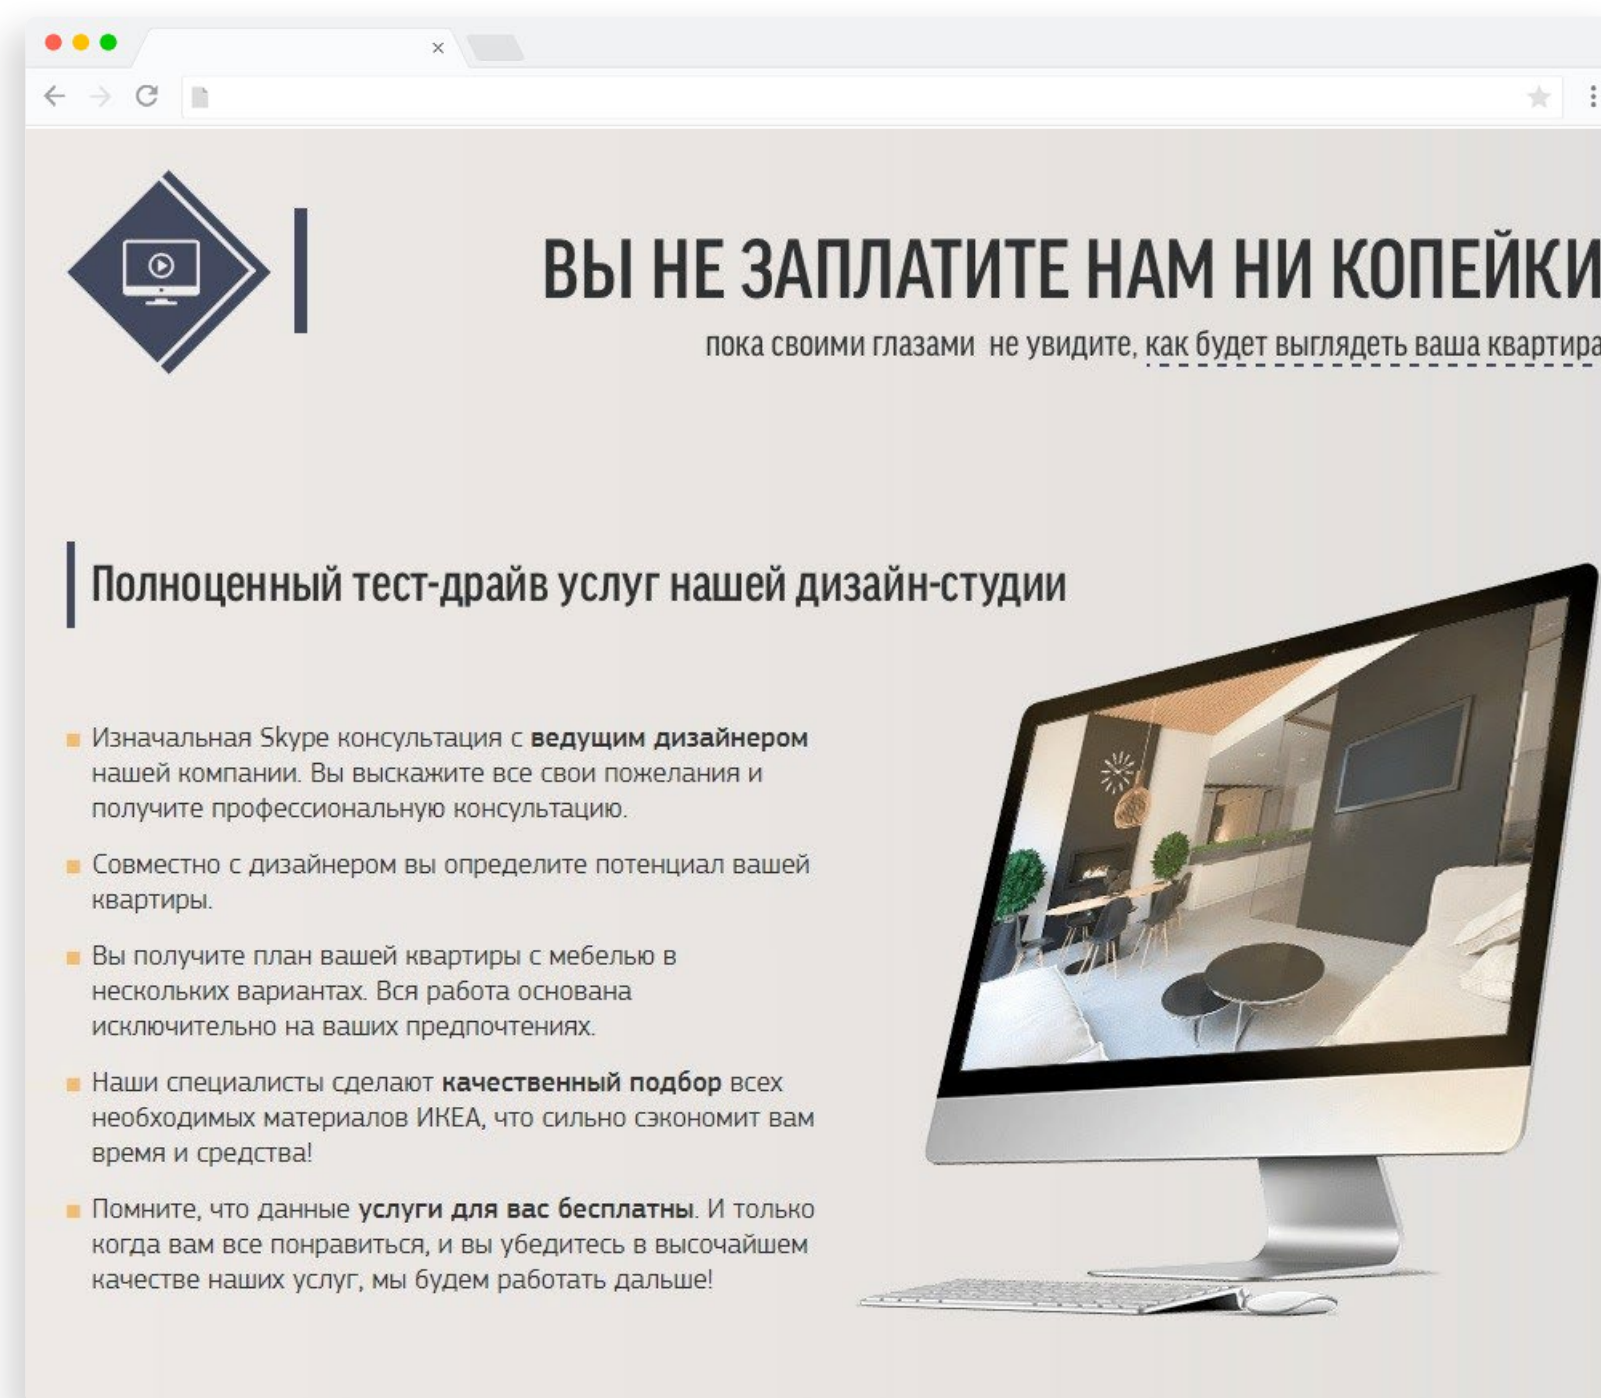 ВЫ НЕ ЗАПЛАТИТЕ НАМ НИ КОПЕЙКИ
пока своими глазами не увидите, как будет выглядеть ваша квартира
Полноценный тест-драйв услуг нашей дизайн-студии
Изначальная Skype консультация с ведущим дизайнером
нашей компании. Вы выскажите все свои пожелания и
получите профессиональную консультацию.
Совместно с дизайнером вы определите потенциал вашей
квартиры.
Вы получите план вашей квартиры с мебелью в
нескольких вариантах. Вся работа основана
исключительно на ваших предпочтениях.
Наши специалисты сделают качественный подбор всех
необходимых материалов ИКЕА, что сильно сэкономит вам
время и средства!
Помните, что данные услуги для вас бесплатны. И только
когда вам все понравиться, и вы убедитесь в высочайшем
качестве наших услуг, мы будем работать дальше!